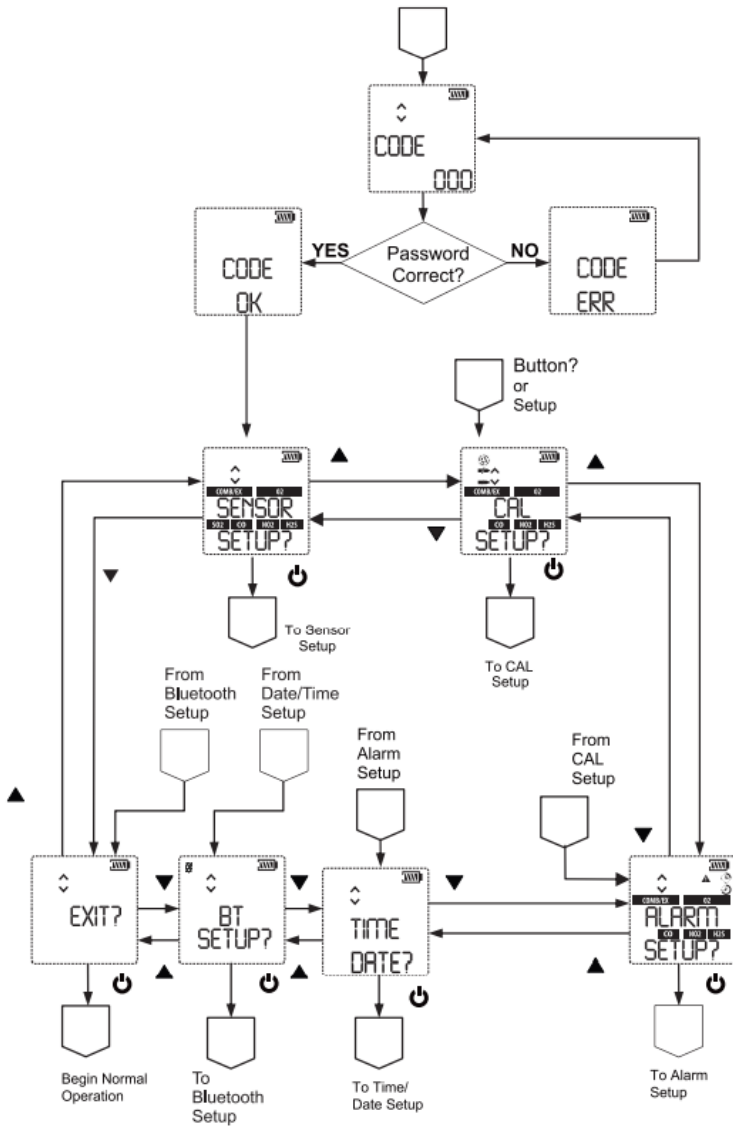 CODE
000
YES
Password
Correct?
NO
CODE
OK
CODE
ERR
Button?
or
Setup
COMB/EX O2
SENSOR
SO2 CO NO2 H2S
SETUP?
COMB/EX O2
CAL
CO NO2 H2S
SETUP?
To Sensor
Setup
To CAL
Setup
From
Bluetooth
Setup
From
Date/Time
Setup
From
Alarm
Setup
From
CAL
Setup
EXIT?
BT
SETUP?
TIME
DATE?
COMB/EX O2
ALARM
CO NO2 H2S
SETUP?
Begin Normal
Operation
To
Bluetooth
Setup
To Time/
Date Setup
To Alarm
Setup